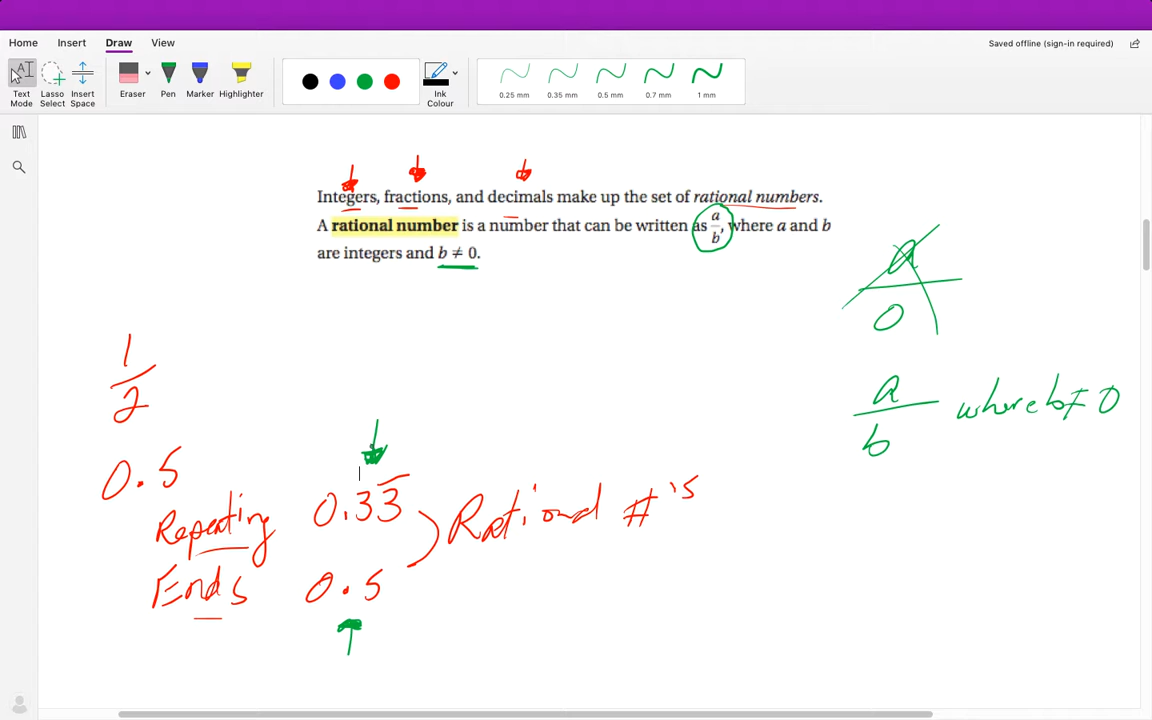 Home Insert Draw View
Saved offline (sign-in required)
Text Mode
Lasso Select
Insert Space
Eraser
Pen
Marker
Highlighter
Ink Colour
0.25 mm
0.35 mm
0.5 mm
0.7 mm
1 mm
Integers, fractions, and decimals make up the set of rational numbers.
A rational number is a number that can be written as a/b, where a and b
are integers and b ≠ 0.
a
0
1
2
a
b
where b ≠ 0
0.5
Repeating 0.33̅
Rational #'s
Ends 0.5